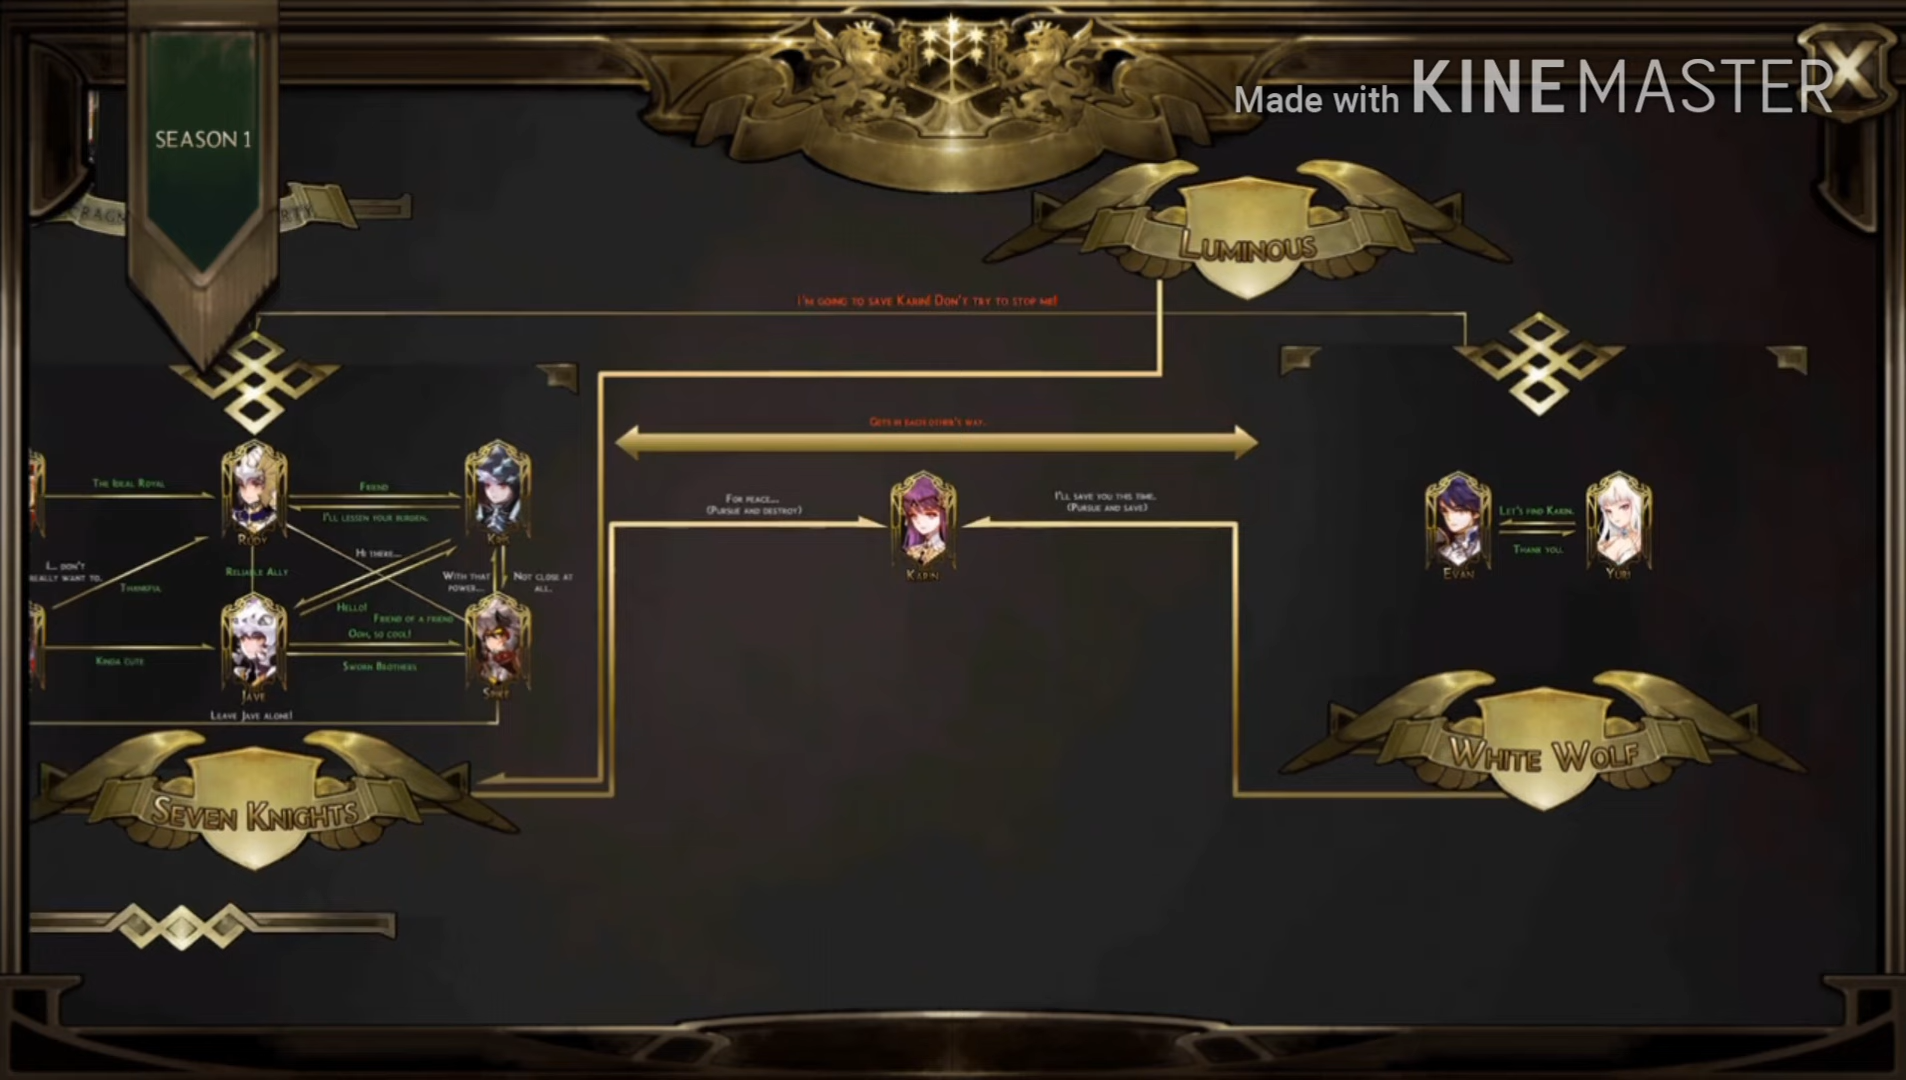 SEASON 1
Made with KINEMASTER
CRAGN
RTY
LUMINOUS
I'M GOING TO SAVE KARIN! DON'T TRY TO STOP ME!
GETS IN EACH OTHER'S WAY.
THE IDEAL ROYAL
FRIEND
I'LL LESSEN YOUR BURDEN.
RUDY
KRIS
FOR PEACE...
(PURSUE AND DESTROY)
I'LL SAVE YOU THIS TIME.
(PURSUE AND SAVE)
KARIN
LET'S FIND KARIN.
THANK YOU.
EVAN
YURI
HI THERE...
I... DON'T
REALLY WANT TO.
THANKFUL
RELIABLE ALLY
WITH THAT
POWER...
NOT CLOSE AT
ALL.
HELLO!
FRIEND OF A FRIEND
OOH, SO COOL!
KINDA CUTE
SWORN BROTHERS
JAVE
SPIKE
LEAVE JAVE ALONE!
WHITE WOLF
SEVEN KNIGHTS